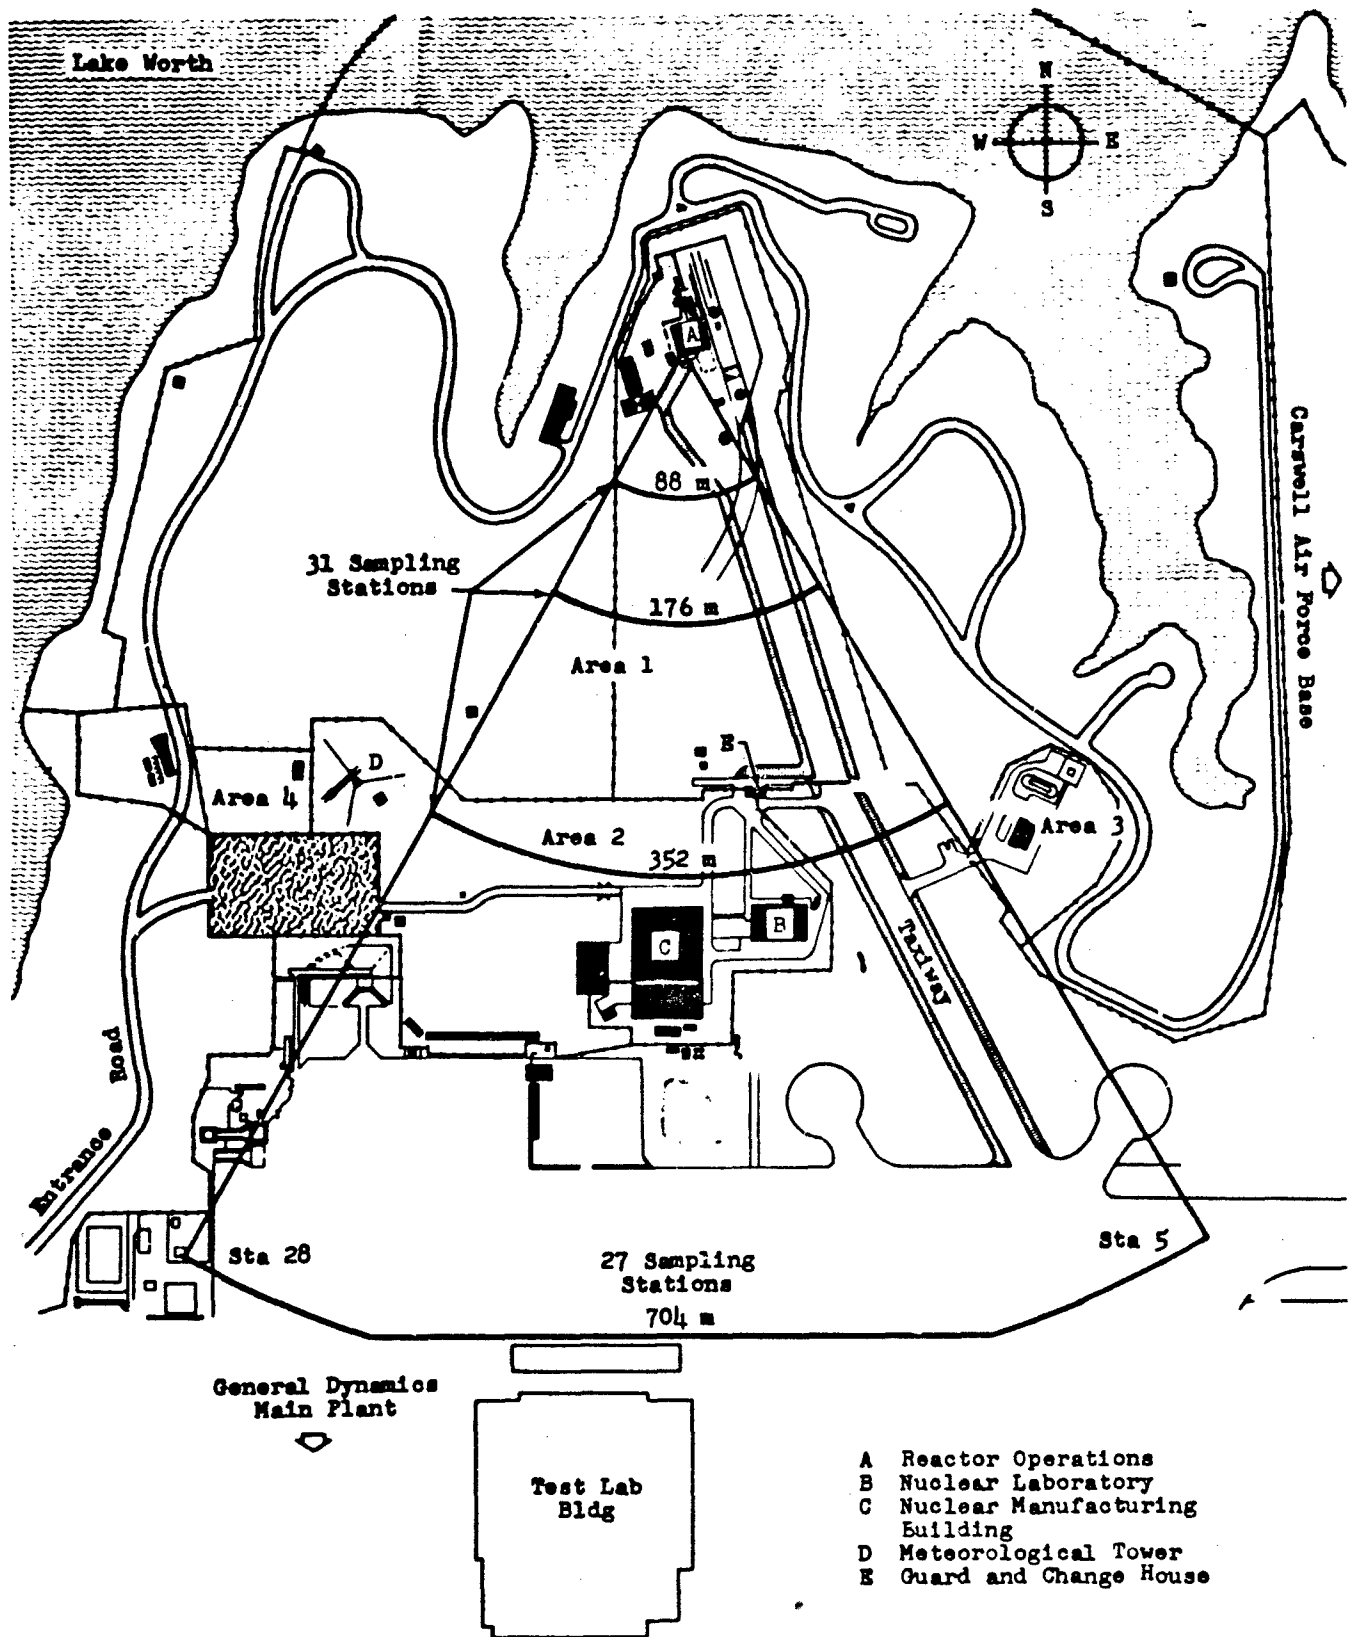 Lake Worth
N
W
E
S
A
Carswell Air Force Base
88 m
31 Sampling
Stations
176 m
Area 1
E
D
Area 4
Area 2
Area 3
352 m
B
C
Taxiway
Road
Entrance
Sta 28
27 Sampling
Stations
Sta 5
704 m
General Dynamics
Main Plant
Test Lab
Bldg
A Reactor Operations
B Nuclear Laboratory
C Nuclear Manufacturing
Building
D Meteorological Tower
E Guard and Change House